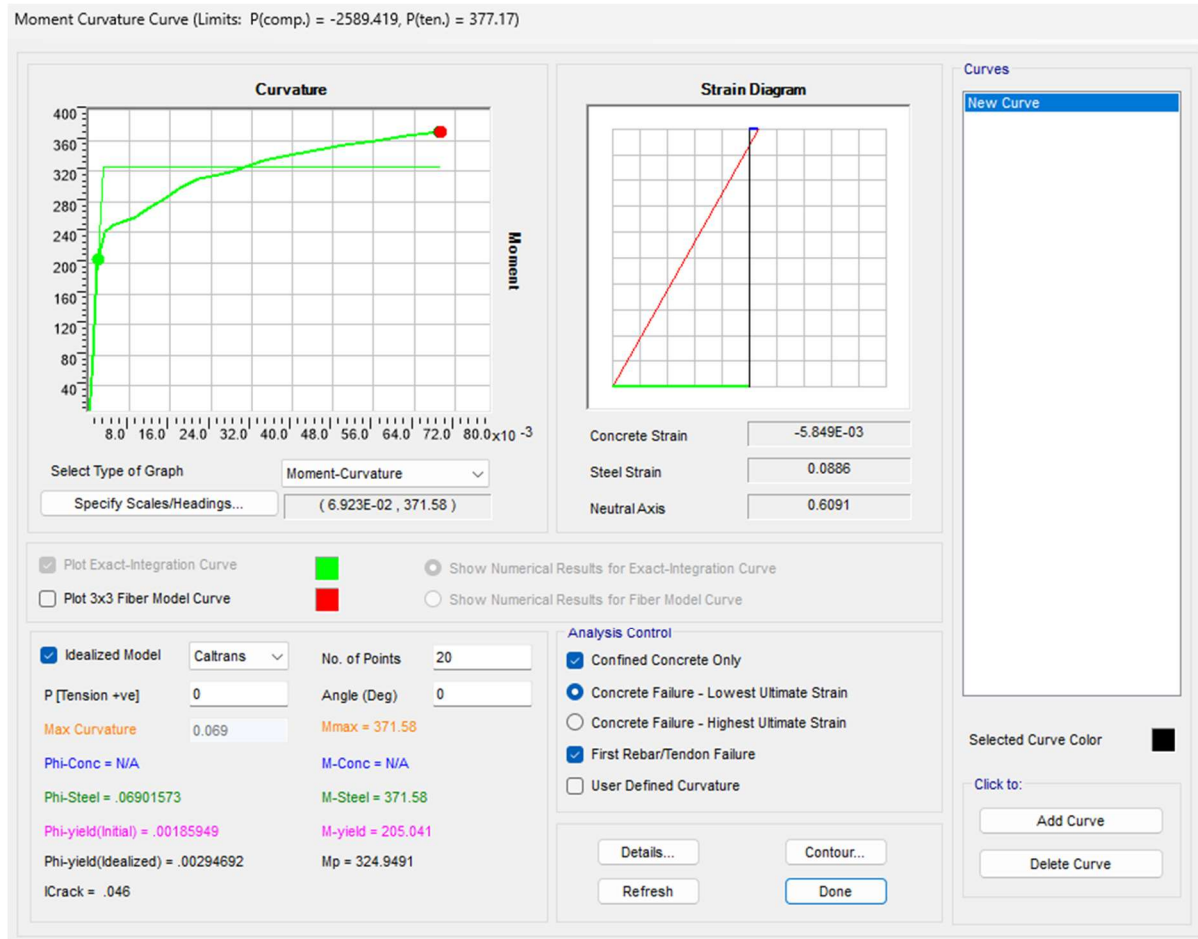 Moment Curvature Curve (Limits:  P(comp.) = -2589.419, P(ten.) = 377.17)
Curvature
400
360
320
280
240
200
160
120
80
40
Moment
8.0 16.0 24.0 32.0 40.0 48.0 56.0 64.0 72.0 80.0 x10 -3
Select Type of Graph Moment-Curvature
Specify Scales/Headings... ( 6.923E-02 , 371.58 )
Strain Diagram
Concrete Strain -5.849E-03
Steel Strain 0.0886
Neutral Axis 0.6091
Curves
New Curve
Plot Exact-Integration Curve Show Numerical Results for Exact-Integration Curve
Plot 3x3 Fiber Model Curve Show Numerical Results for Fiber Model Curve
Idealized Model Caltrans No. of Points 20
P [Tension +ve] 0 Angle (Deg) 0
Max Curvature 0.069 Mmax = 371.58
Phi-Conc = N/A M-Conc = N/A
Phi-Steel = .06901573 M-Steel = 371.58
Phi-yield(Initial) = .00185949 M-yield = 205.041
Phi-yield(Idealized) = .00294692 Mp = 324.9491
ICrack =  .046
Analysis Control
Confined Concrete Only
Concrete Failure - Lowest Ultimate Strain
Concrete Failure - Highest Ultimate Strain
First Rebar/Tendon Failure
User Defined Curvature
Details... Contour...
Refresh Done
Selected Curve Color
Click to:
Add Curve
Delete Curve